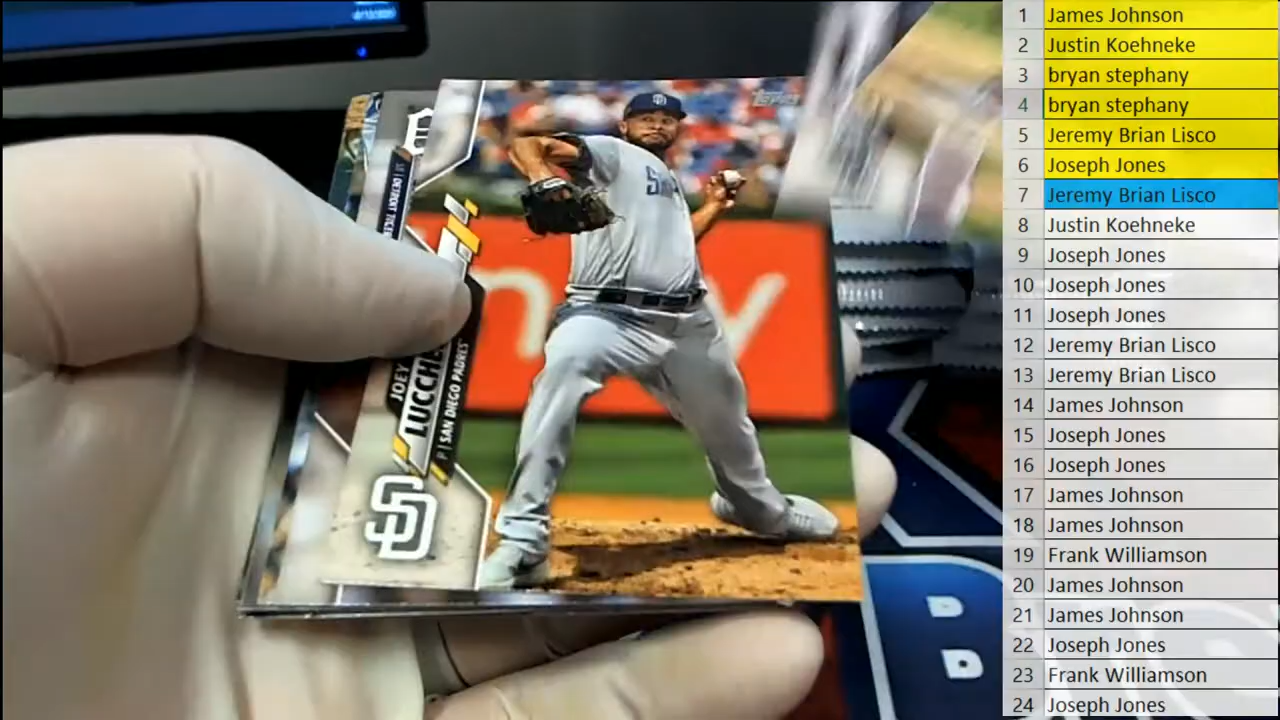 Topps
JOEY
LUCCHE
P | SAN DIEGO PADRES
SD
1 James Johnson
2 Justin Koehneke
3 bryan stephany
4 bryan stephany
5 Jeremy Brian Lisco
6 Joseph Jones
7 Jeremy Brian Lisco
8 Justin Koehneke
9 Joseph Jones
10 Joseph Jones
11 Joseph Jones
12 Jeremy Brian Lisco
13 Jeremy Brian Lisco
14 James Johnson
15 Joseph Jones
16 Joseph Jones
17 James Johnson
18 James Johnson
19 Frank Williamson
20 James Johnson
21 James Johnson
22 Joseph Jones
23 Frank Williamson
24 Joseph Jones